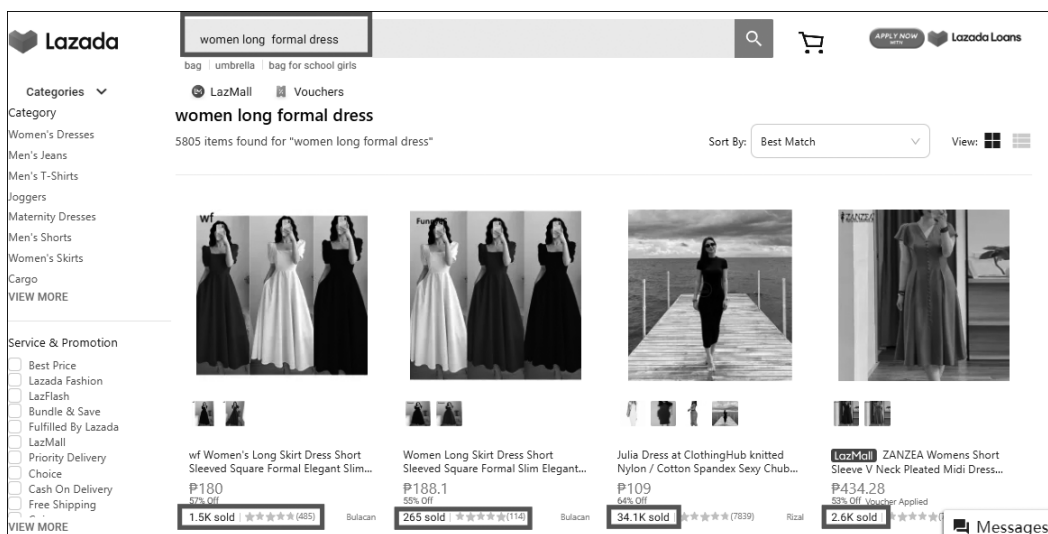 Lazada
women long formal dress
APPLY NOW
WITH
Lazada Loans
bag | umbrella | bag for school girls
Categories
LazMall
Vouchers
Category
Women's Dresses
Men's Jeans
Men's T-Shirts
Joggers
Maternity Dresses
Men's Shorts
Women's Skirts
Cargo
VIEW MORE
women long formal dress
5805 items found for "women long formal dress"
Sort By:
Best Match
View:
Service & Promotion
Best Price
Lazada Fashion
LazFlash
Bundle & Save
Fulfilled By Lazada
LazMall
Priority Delivery
Choice
Cash On Delivery
Free Shipping
VIEW MORE
wf
wf Women's Long Skirt Dress Short
Sleeved Square Formal Elegant Slim...
₱180
57% Off
1.5K sold | (485)
Bulacan
Women Long Skirt Dress Short
Sleeved Square Formal Slim Elegant...
₱188.1
55% Off
265 sold | (114)
Bulacan
Julia Dress at ClothingHub knitted
Nylon / Cotton Spandex Sexy Chub...
₱109
64% Off
34.1K sold | (7839)
Rizal
ZANZEA
LazMall ZANZEA Womens Short
Sleeve V Neck Pleated Midi Dress...
₱434.28
53% Off Voucher Applied
2.6K sold
Messages